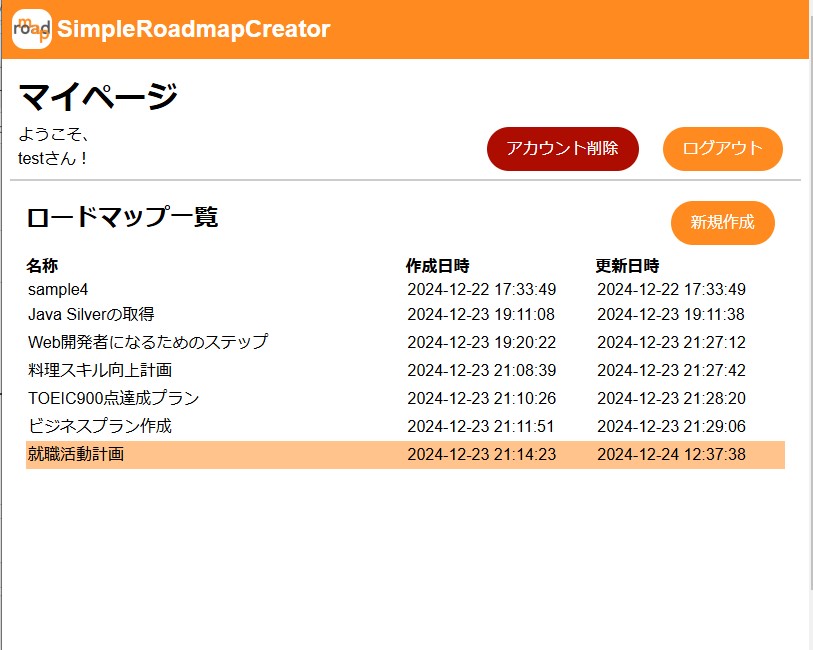 road map SimpleRoadmapCreator
マイページ
ようこそ、
testさん！
アカウント削除 ログアウト
ロードマップ一覧 新規作成
名称 作成日時 更新日時
sample4 2024-12-22 17:33:49 2024-12-22 17:33:49
Java Silverの取得 2024-12-23 19:11:08 2024-12-23 19:11:38
Web開発者になるためのステップ 2024-12-23 19:20:22 2024-12-23 21:27:12
料理スキル向上計画 2024-12-23 21:08:39 2024-12-23 21:27:42
TOEIC900点達成プラン 2024-12-23 21:10:26 2024-12-23 21:28:20
ビジネスプラン作成 2024-12-23 21:11:51 2024-12-23 21:29:06
就職活動計画 2024-12-23 21:14:23 2024-12-24 12:37:38